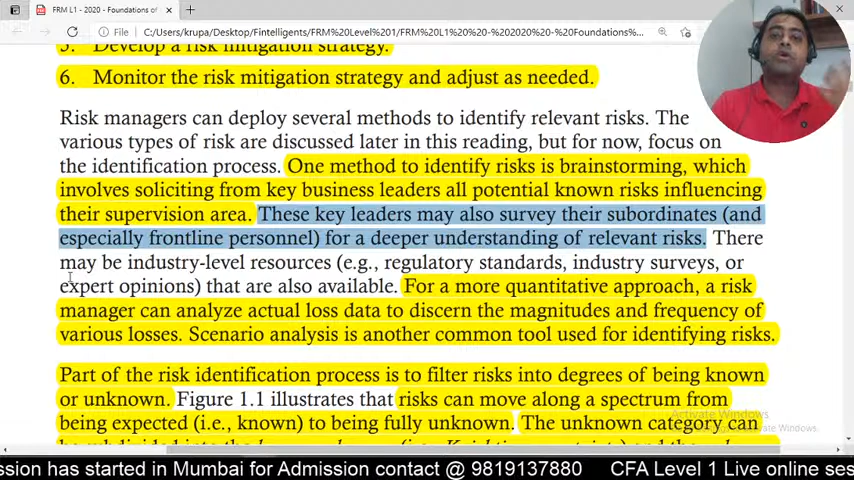 FRM L1 - 2020 - Foundations of
File
C:/Users/krupa/Desktop/Fintelligents/FRM%20Level%201/FRM%20L1%20-%202020%20-%20Foundations%...
5. Develop a risk mitigation strategy.
6. Monitor the risk mitigation strategy and adjust as needed.
Risk managers can deploy several methods to identify relevant risks. The
various types of risk are discussed later in this reading, but for now, focus on
the identification process. One method to identify risks is brainstorming, which
involves soliciting from key business leaders all potential known risks influencing
their supervision area. These key leaders may also survey their subordinates (and
especially frontline personnel) for a deeper understanding of relevant risks. There
may be industry-level resources (e.g., regulatory standards, industry surveys, or
expert opinions) that are also available. For a more quantitative approach, a risk
manager can analyze actual loss data to discern the magnitudes and frequency of
various losses. Scenario analysis is another common tool used for identifying risks.
Part of the risk identification process is to filter risks into degrees of being known
or unknown. Figure 1.1 illustrates that risks can move along a spectrum from
being expected (i.e., known) to being fully unknown. The unknown category can
Activate Windows
ssion has started in Mumbai for Admission contact @ 9819137880 CFA Level 1 Live online ses